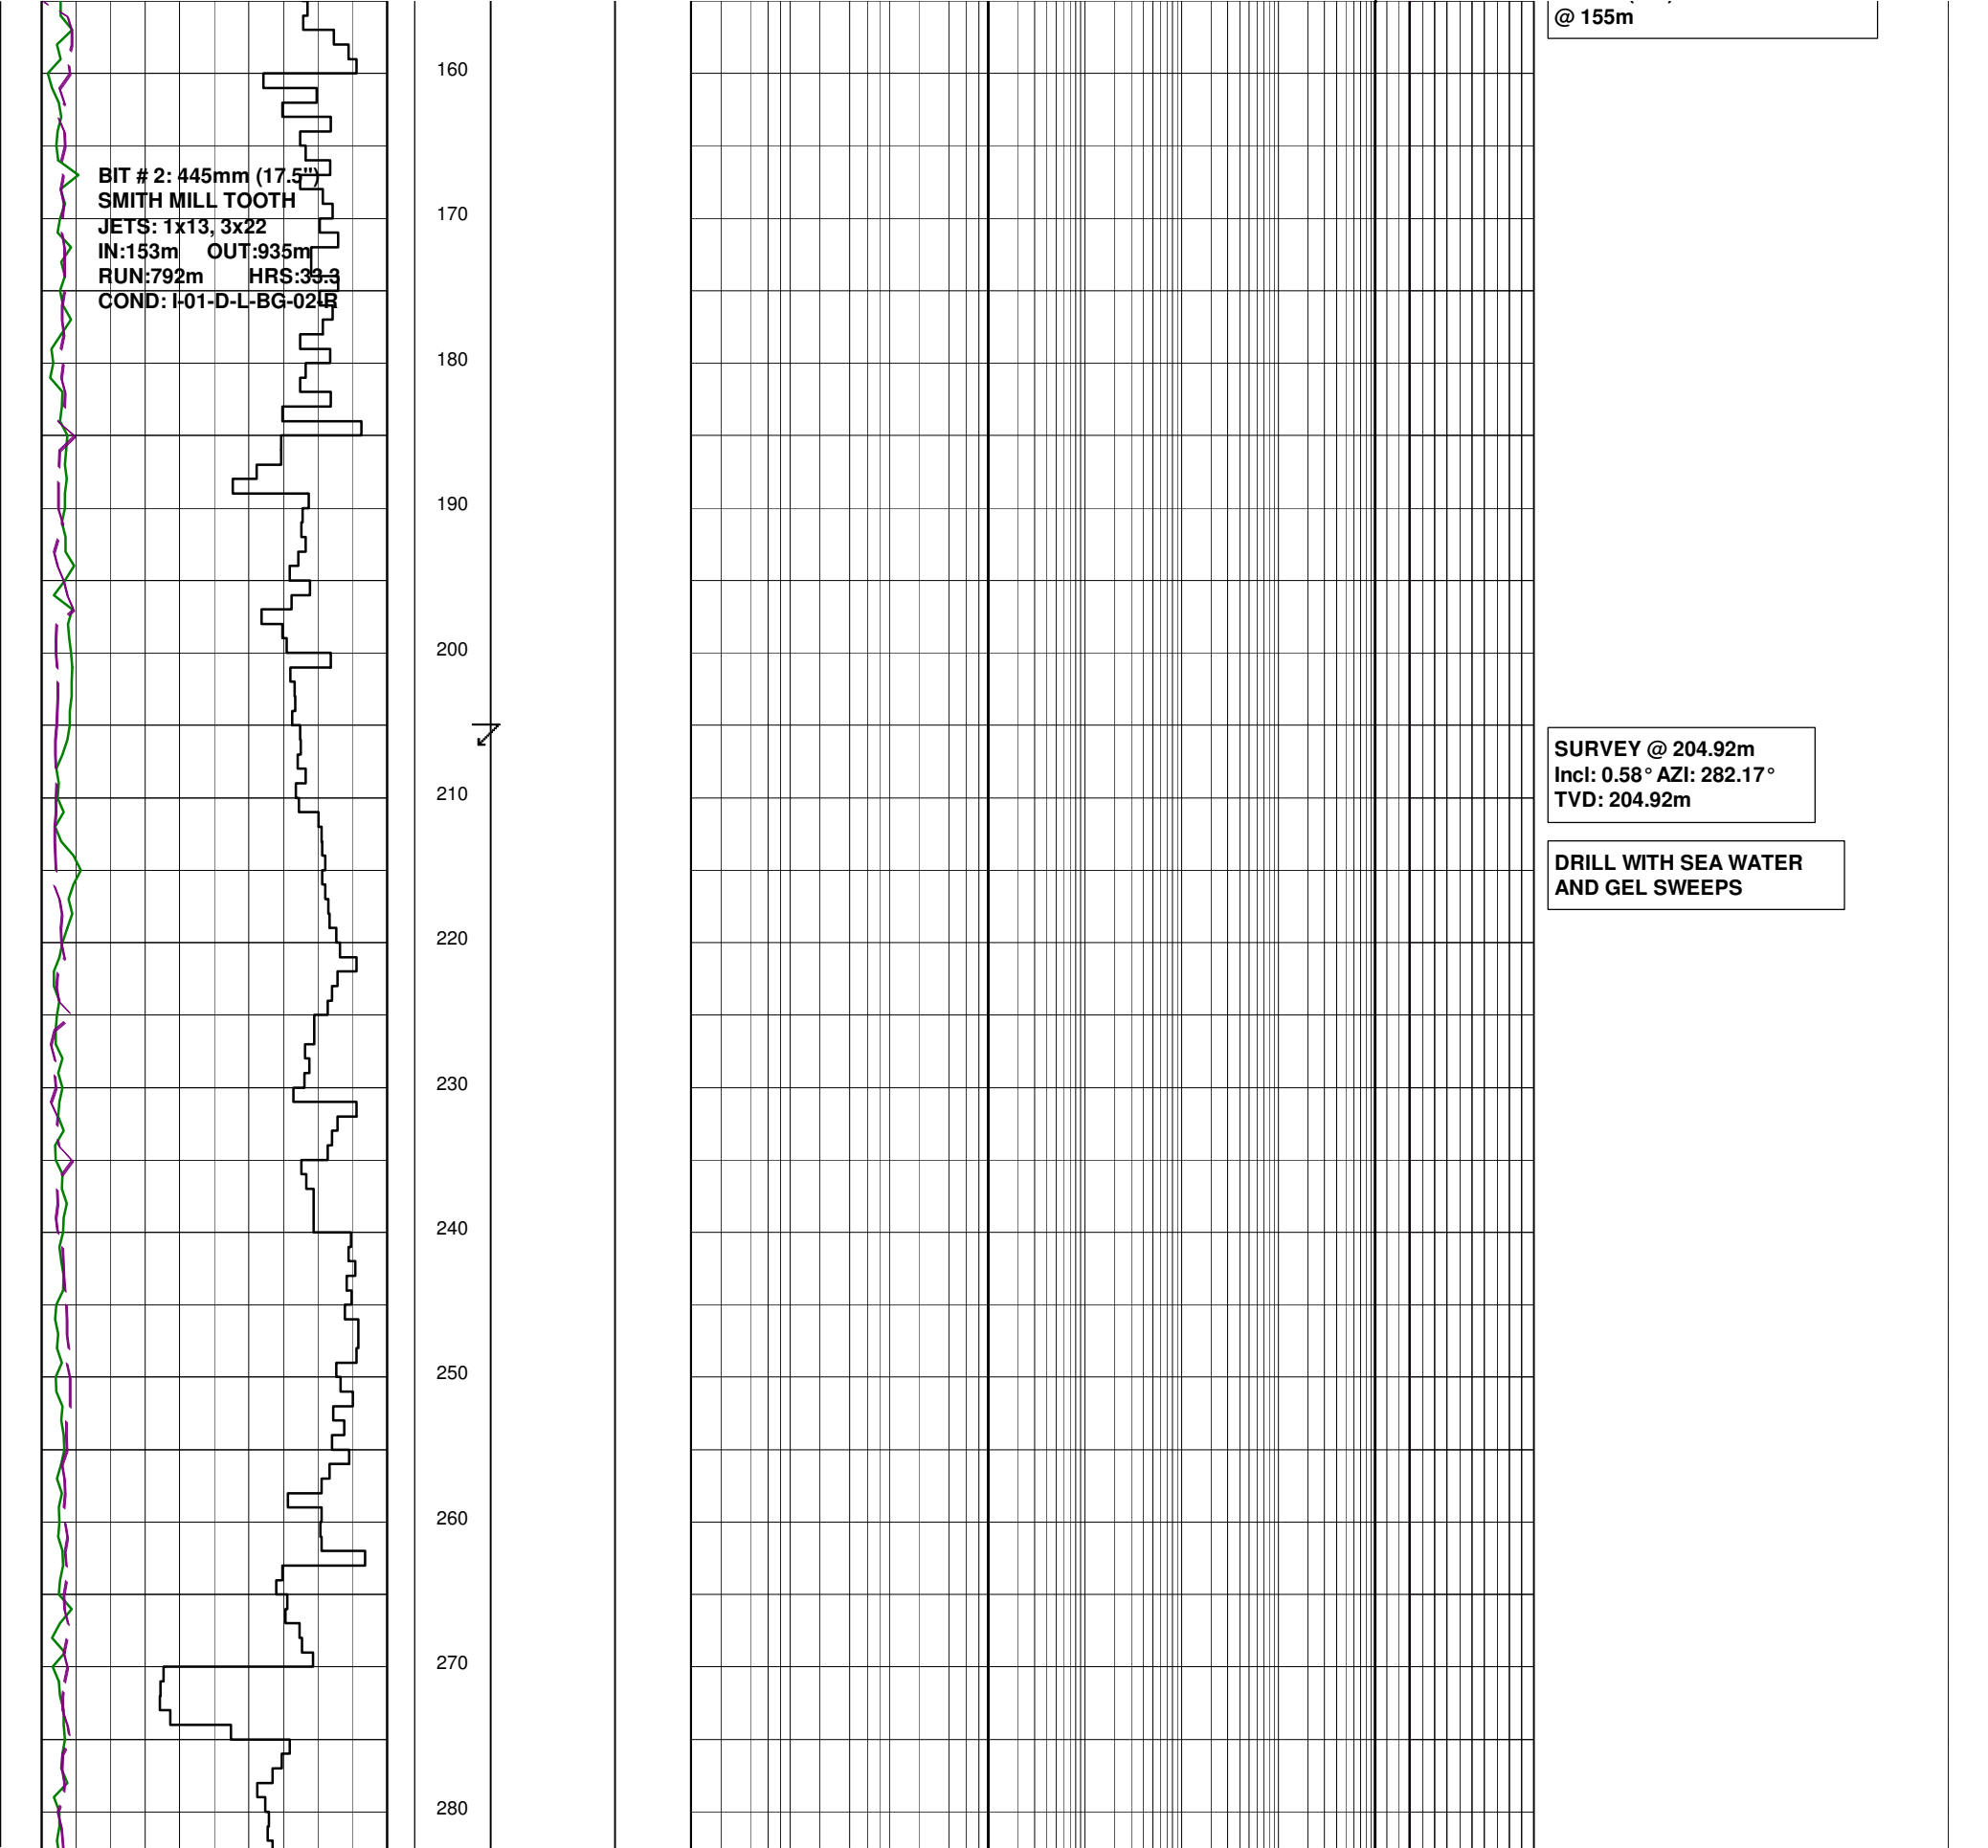 @ 155m
160
BIT # 2: 445mm (17.5")
SMITH MILL TOOTH
JETS: 1x13, 3x22
IN:153m OUT:935m
RUN:792m HRS:33.3
COND: I-01-D-L-BG-02-R
170
180
190
200
SURVEY @ 204.92m
Incl: 0.58° AZI: 282.17°
TVD: 204.92m
210
DRILL WITH SEA WATER
AND GEL SWEEPS
220
230
240
250
260
270
280